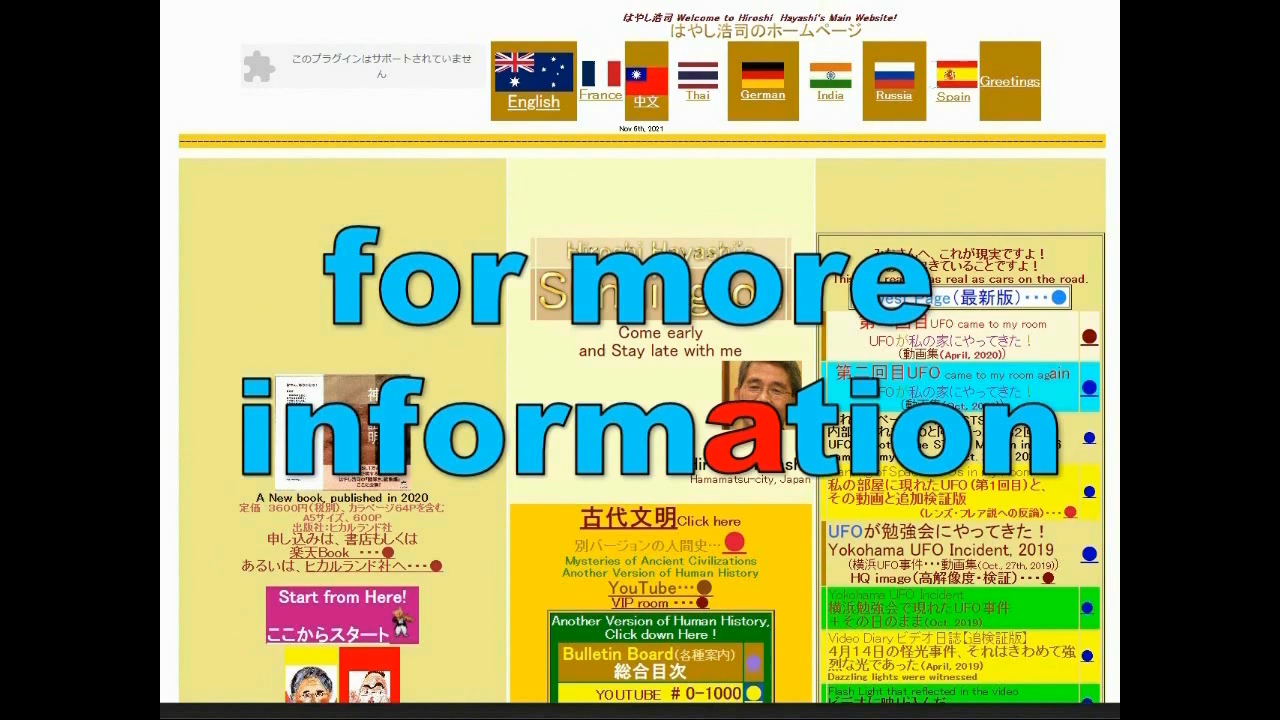 はやし浩司 Welcome to Hiroshi Hayashi's Main Website!
はやし浩司のホームページ
このプラグインはサポートされていません
English
France
中文
Thai
German
India
Russia
Spain
Greetings
Nov 6th, 2021
for more
information
Come early
and Stay late with me
Hamamatsu-city, Japan
A New book, published in 2020
定価 3600円(税別)、カラページ64Pを含む
A5サイズ、600P
出版社:ヒカルランド社
申し込みは、書店もしくは
楽天Book ・・・●
あるいは、ヒカルランド社へ・・・●
Start from Here!
ここからスタート
古代文明Click here
別バージョンの人間史…●
Mysteries of Ancient Civilizations
Another Version of Human History
YouTube・・・●
VIP room ・・・●
Another Version of Human History,
Click down Here !
Bulletin Board(各種案内)
総合目次
YOUTUBE #0-1000
みなさんへ、これが現実ですよ!
as real as cars on the road.
Page(最新版)・・・●
UFO came to my room
UFOが私の家にやってきた!
(動画集(April, 2020))
第二回目UFO came to my room again
UFOが私の家にやってきた!
私の部屋に現れたUFO(第1回目)と、
その動画と追加検証版
(レンズ・フレア説への反論)・・・●
UFOが勉強会にやってきた!
Yokohama UFO Incident, 2019
(横浜UFO事件・・・動画集(Oct., 27th, 2019))
HQ image(高解像度・検証)・・・●
Yokohama UFO Incident
横浜勉強会で現れたUFO事件
+その日のまま(Oct. 2019)
Video Diary ビデオ日誌【追検証版】
4月14日の怪光事件、それはきわめて強
烈な光であった(April, 2019)
Dazzling lights were witnessed
Flash Light that reflected in the video